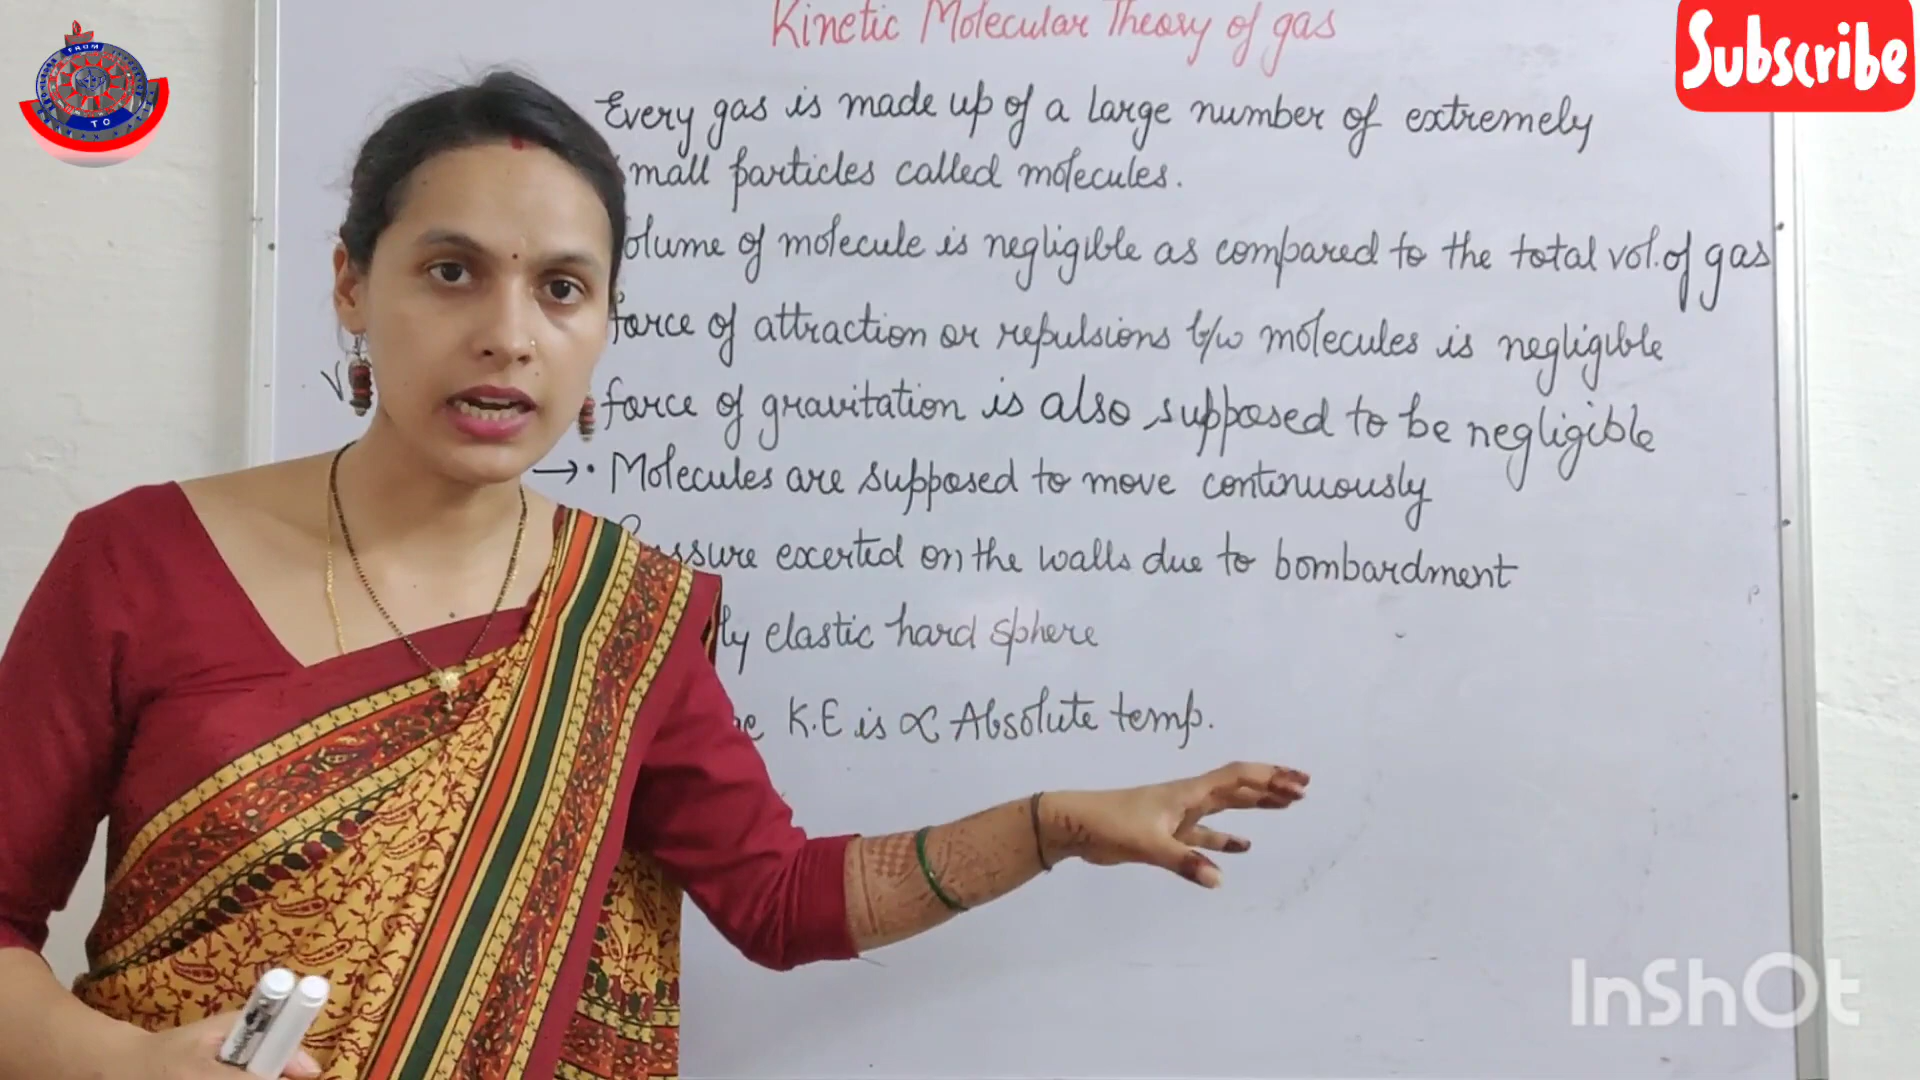 Kinetic Molecular Theory of gas
Subscribe
FROM
TO
Every gas is made up of a large number of extremely
mall particles called molecules.
olume of molecule is negligible as compared to the total vol. of gas
force of attraction or repulsions b/w molecules is negligible
force of gravitation is also supposed to be negligible
→ • Molecules are supposed to move continuously
ssure exerted on the walls due to bombardment
ly elastic hard sphere
K.E is ∝ Absolute temp.
InShOt